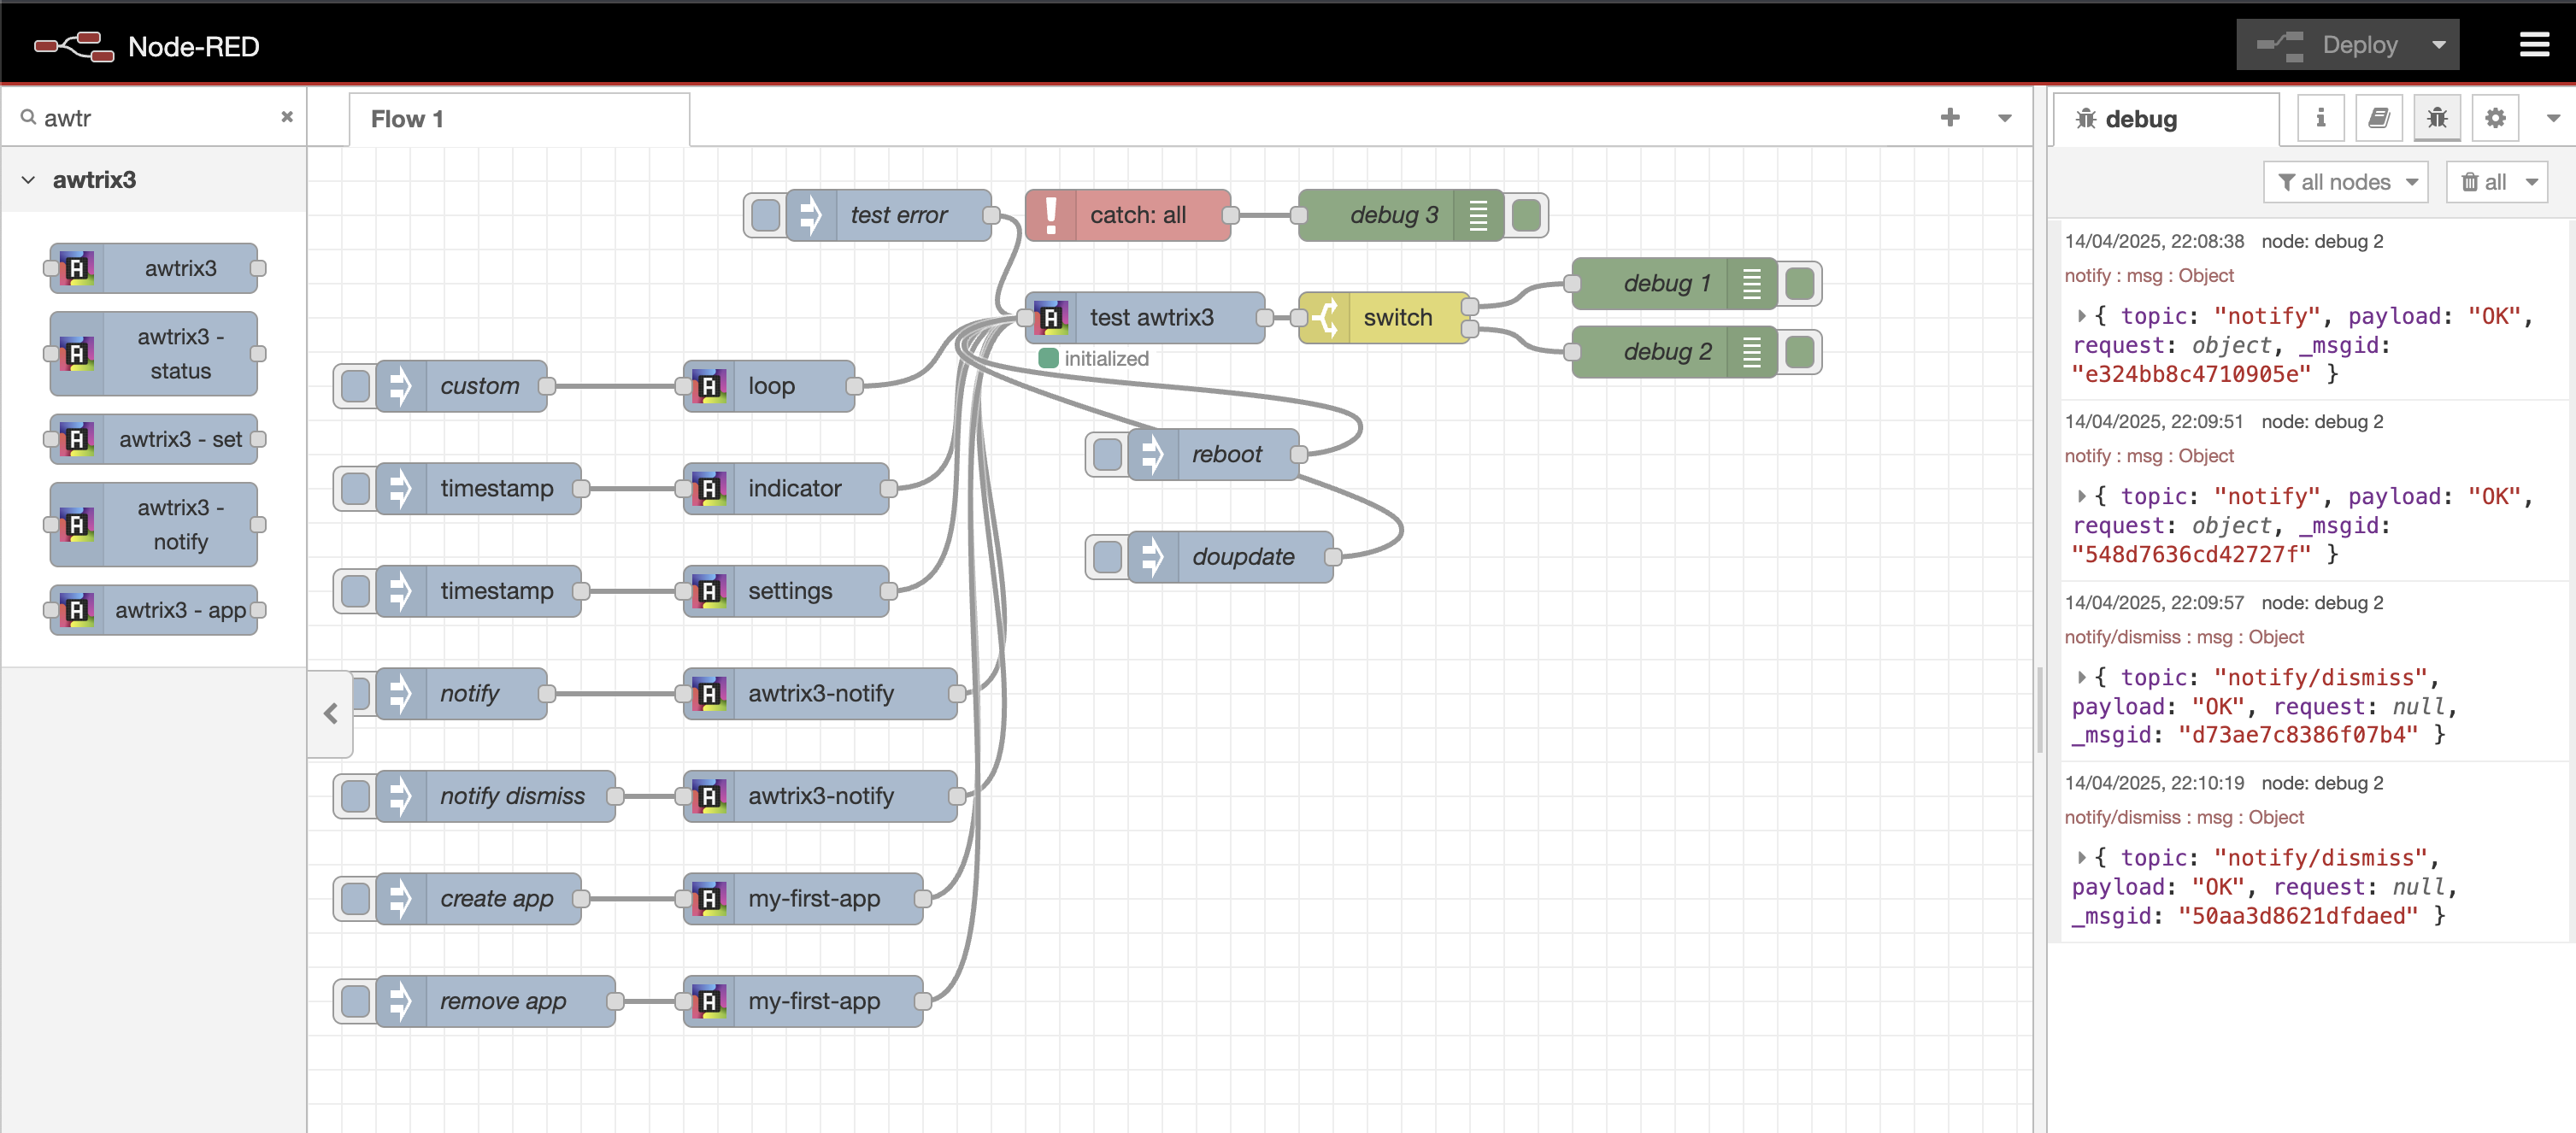 Node-RED
Deploy
awtr
Flow 1
debug
awtrix3
all nodes
all
awtrix3
awtrix3 -
status
awtrix3 - set
awtrix3 -
notify
awtrix3 - app
test error
catch: all
debug 3
test awtrix3
initialized
switch
debug 1
debug 2
custom
loop
reboot
timestamp
indicator
doupdate
timestamp
settings
notify
awtrix3-notify
notify dismiss
awtrix3-notify
create app
my-first-app
remove app
my-first-app
14/04/2025, 22:08:38 node: debug 2
notify : msg : Object
{ topic: "notify", payload: "OK",
request: object, _msgid:
"e324bb8c4710905e" }
14/04/2025, 22:09:51 node: debug 2
notify : msg : Object
{ topic: "notify", payload: "OK",
request: object, _msgid:
"548d7636cd42727f" }
14/04/2025, 22:09:57 node: debug 2
notify/dismiss : msg : Object
{ topic: "notify/dismiss",
payload: "OK", request: null,
_msgid: "d73ae7c8386f07b4" }
14/04/2025, 22:10:19 node: debug 2
notify/dismiss : msg : Object
{ topic: "notify/dismiss",
payload: "OK", request: null,
_msgid: "50aa3d8621dfdaed" }